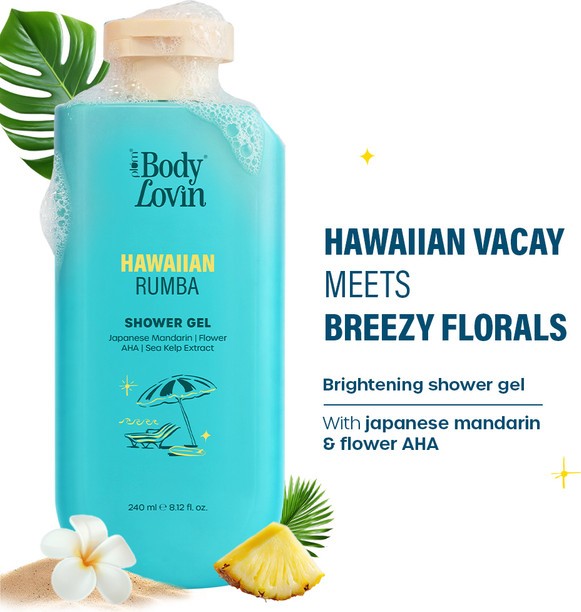 plum
Body
Lovin'
HAWAIIAN
RUMBA
SHOWER GEL
Japanese Mandarin | Flower
AHA | Sea Kelp Extract
240 ml ℮ 8.12 fl. oz.
HAWAIIAN VACAY
MEETS
BREEZY FLORALS
Brightening shower gel
With japanese mandarin
& flower AHA